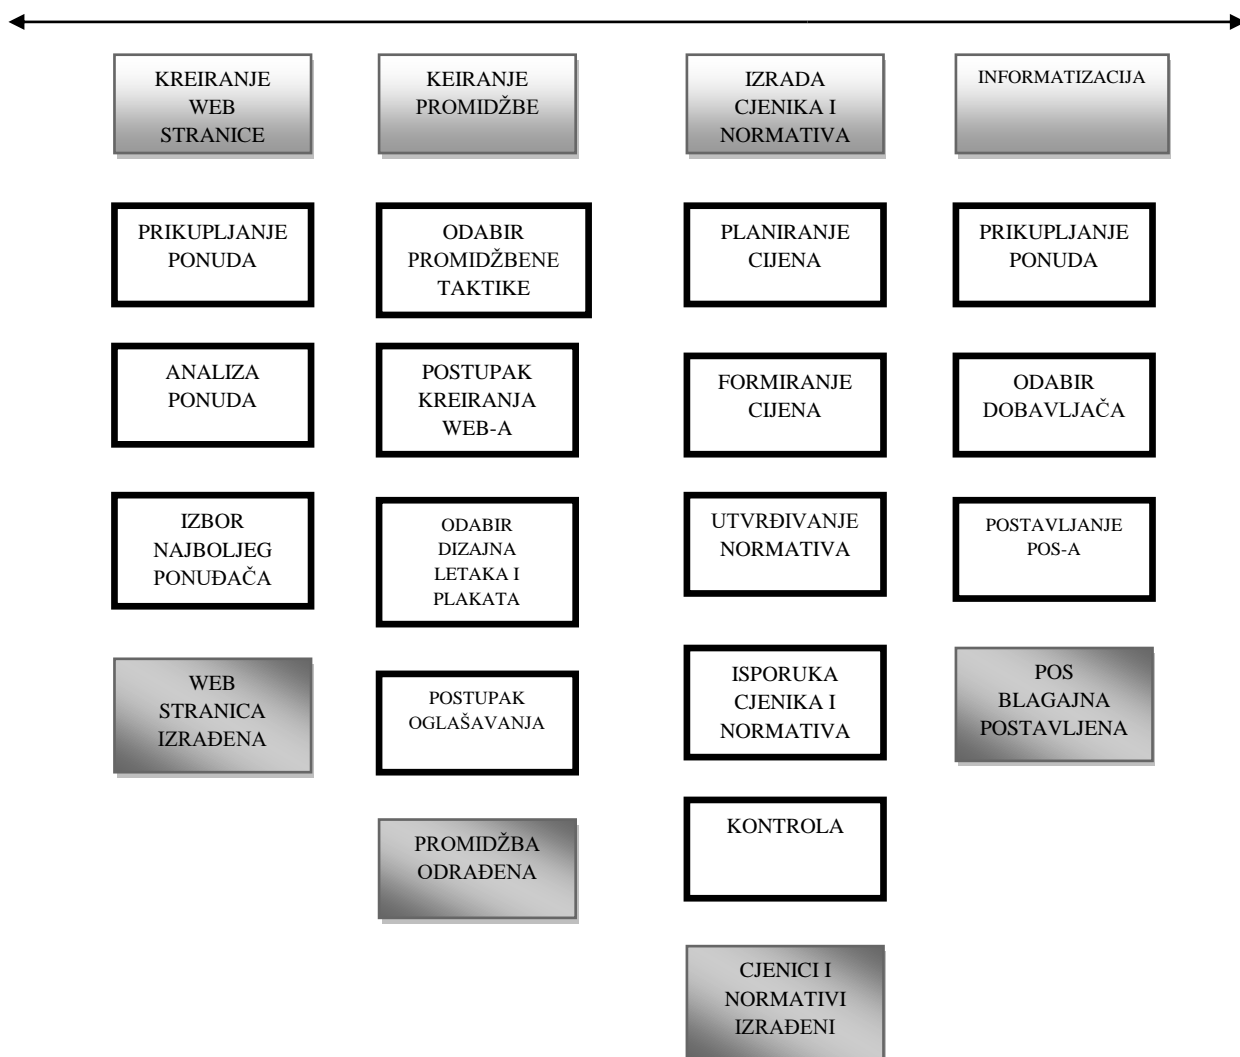 KREIRANJE
WEB
STRANICE
KEIRANJE
PROMIDŽBE
IZRADA
CJENIKA I
NORMATIVA
INFORMATIZACIJA
PRIKUPLJANJE
PONUDA
ODABIR
PROMIDŽBENE
TAKTIKE
PLANIRANJE
CIJENA
PRIKUPLJANJE
PONUDA
ANALIZA
PONUDA
POSTUPAK
KREIRANJA
WEB-A
FORMIRANJE
CIJENA
ODABIR
DOBAVLJAČA
IZBOR
NAJBOLJEG
PONUĐAČA
ODABIR
DIZAJNA
LETAKA I
PLAKATA
UTVRĐIVANJE
NORMATIVA
POSTAVLJANJE
POS-A
WEB
STRANICA
IZRAĐENA
POSTUPAK
OGLAŠAVANJA
ISPORUKA
CJENIKA I
NORMATIVA
POS
BLAGAJNA
POSTAVLJENA
PROMIDŽBA
ODRAĐENA
KONTROLA
CJENICI I
NORMATIVI
IZRAĐENI